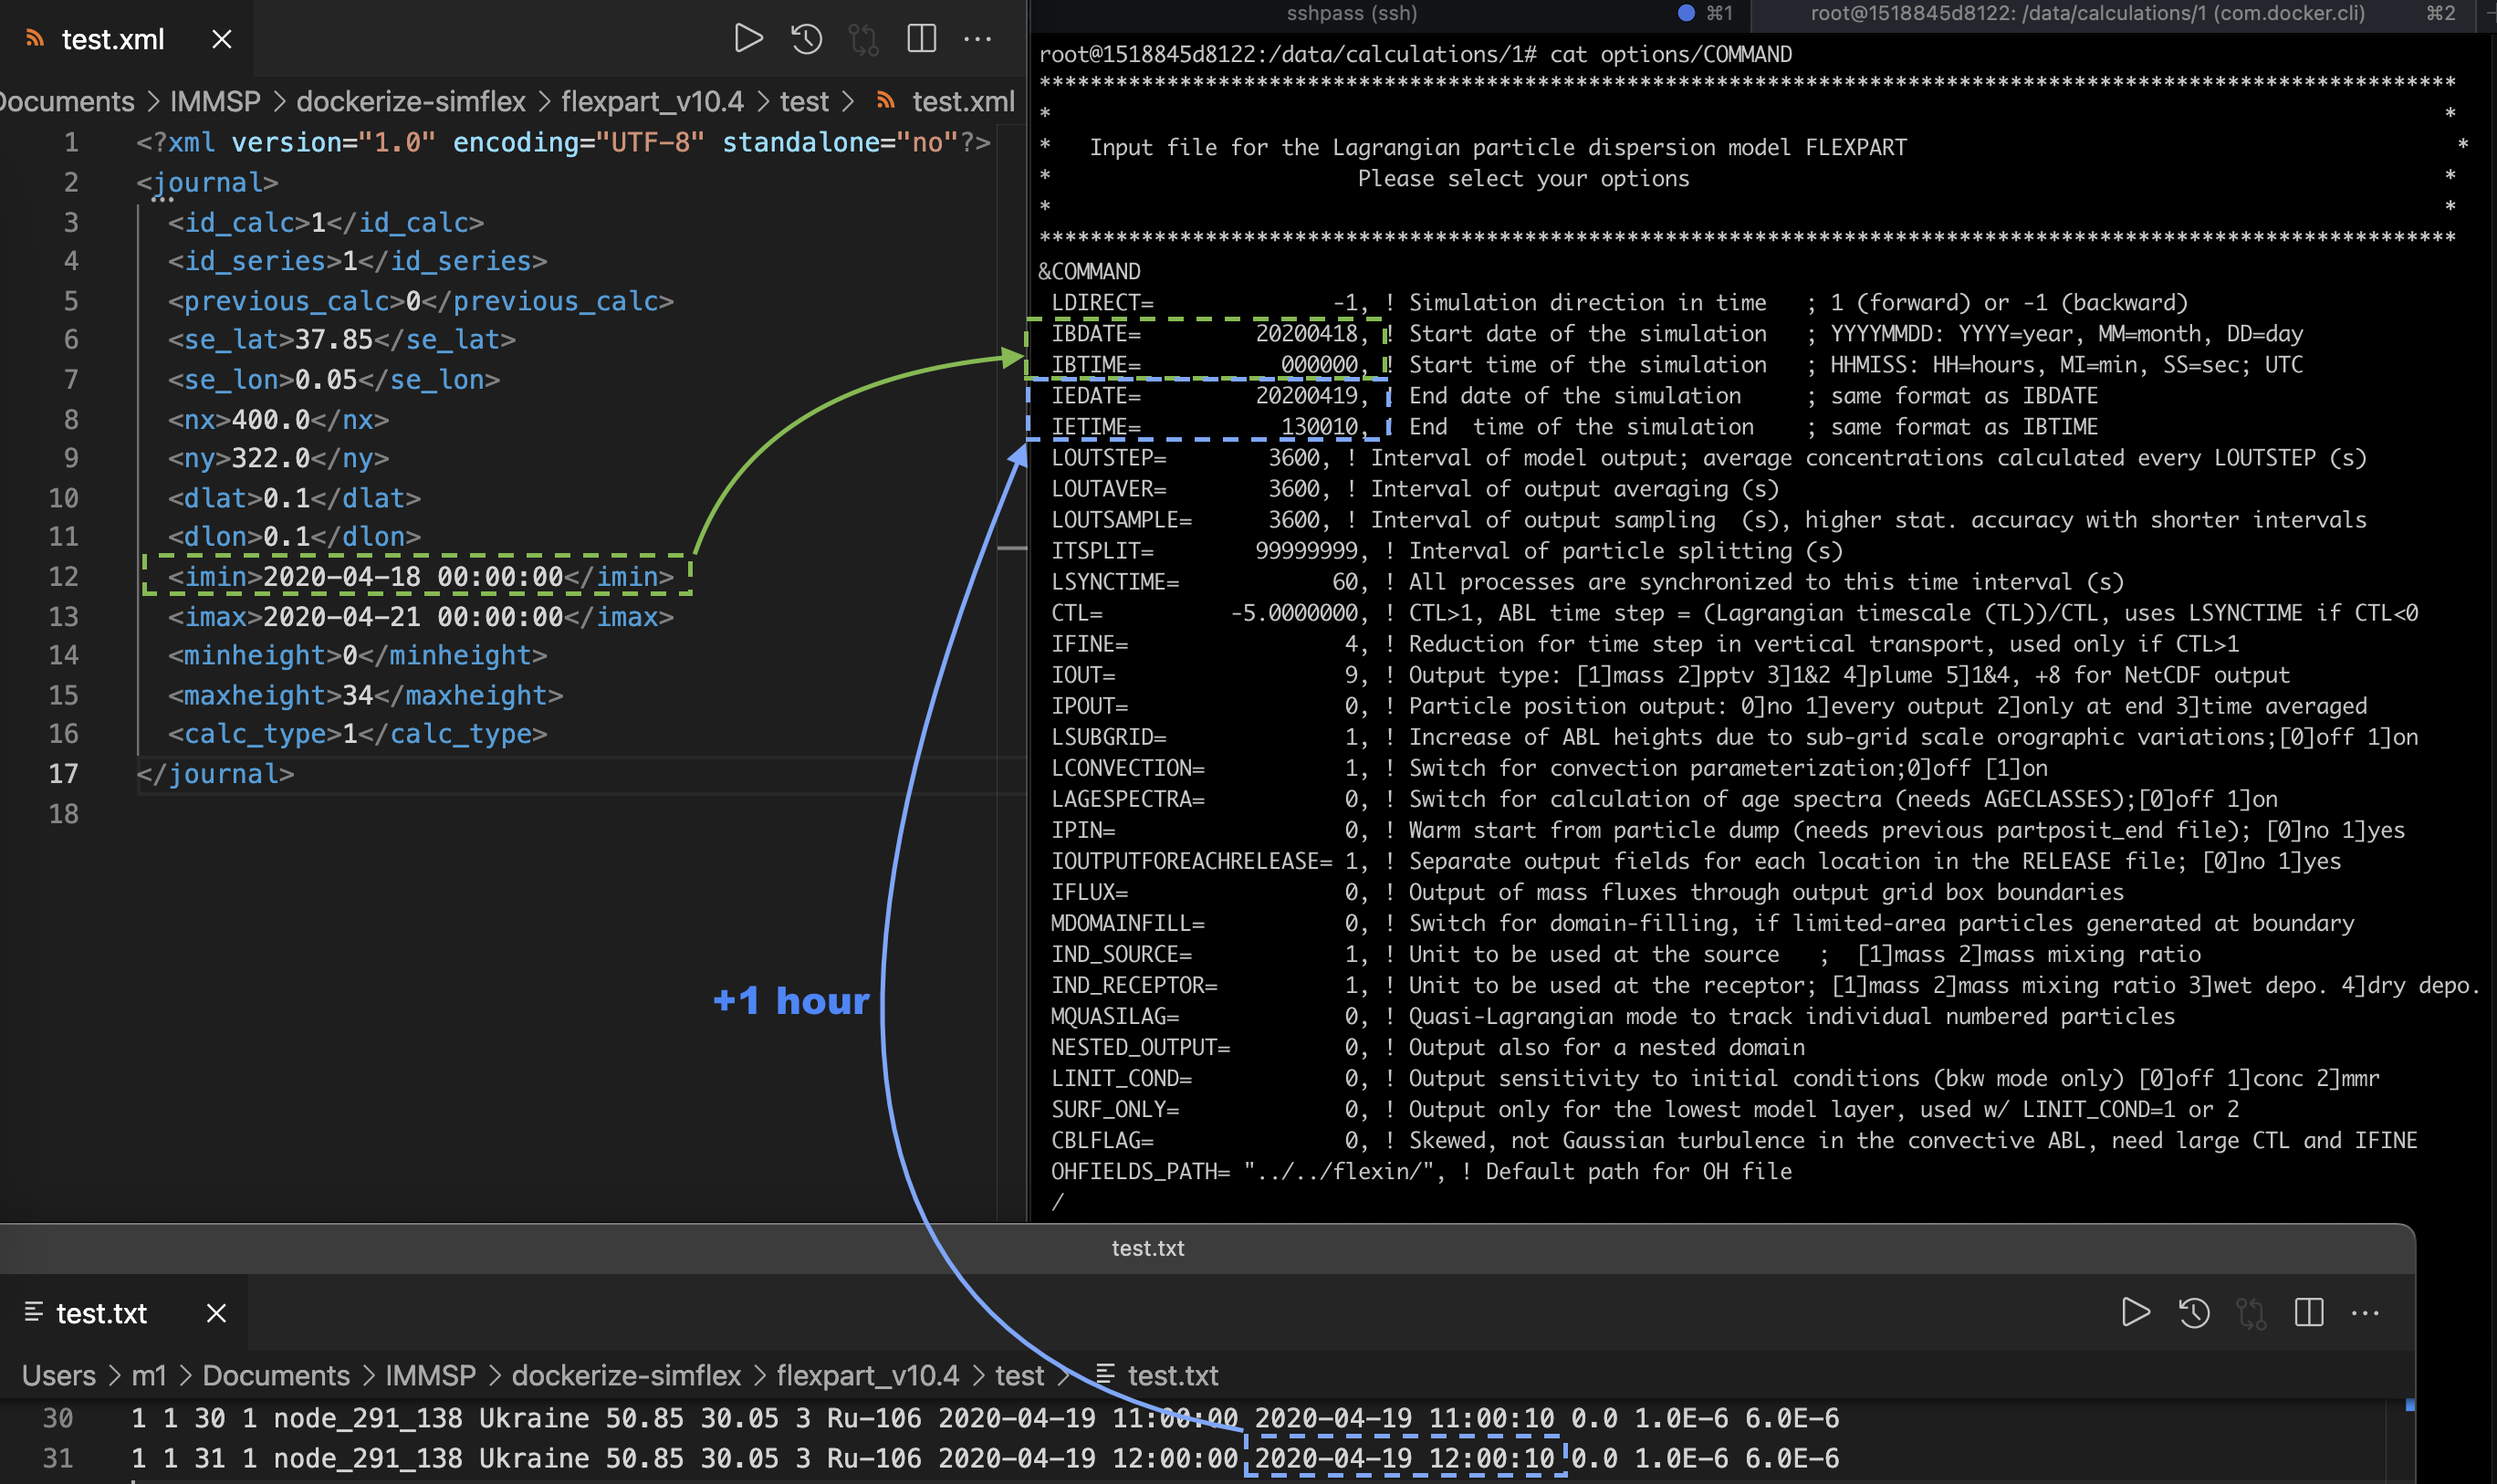 test.xml
Documents > IMMSP > dockerize-simflex > flexpart_v10.4 > test > test.xml
1 <?xml version="1.0" encoding="UTF-8" standalone="no"?>
2 <journal>
3 <id_calc>1</id_calc>
4 <id_series>1</id_series>
5 <previous_calc>0</previous_calc>
6 <se_lat>37.85</se_lat>
7 <se_lon>0.05</se_lon>
8 <nx>400.0</nx>
9 <ny>322.0</ny>
10 <dlat>0.1</dlat>
11 <dlon>0.1</dlon>
12 <imin>2020-04-18 00:00:00</imin>
13 <imax>2020-04-21 00:00:00</imax>
14 <minheight>0</minheight>
15 <maxheight>34</maxheight>
16 <calc_type>1</calc_type>
17 </journal>
18
+1 hour
sshpass (ssh) ⌘1 root@1518845d8122: /data/calculations/1 (com.docker.cli) ⌘2
root@1518845d8122:/data/calculations/1# cat options/COMMAND
***************************************************************************************************************
* *
* Input file for the Lagrangian particle dispersion model FLEXPART *
* Please select your options *
* *
***************************************************************************************************************
&COMMAND
LDIRECT= -1, ! Simulation direction in time ; 1 (forward) or -1 (backward)
IBDATE= 20200418, ! Start date of the simulation ; YYYYMMDD: YYYY=year, MM=month, DD=day
IBTIME= 000000, ! Start time of the simulation ; HHMISS: HH=hours, MI=min, SS=sec; UTC
IEDATE= 20200419, ! End date of the simulation ; same format as IBDATE
IETIME= 130010, ! End time of the simulation ; same format as IBTIME
LOUTSTEP= 3600, ! Interval of model output; average concentrations calculated every LOUTSTEP (s)
LOUTAVER= 3600, ! Interval of output averaging (s)
LOUTSAMPLE= 3600, ! Interval of output sampling (s), higher stat. accuracy with shorter intervals
ITSPLIT= 99999999, ! Interval of particle splitting (s)
LSYNCTIME= 60, ! All processes are synchronized to this time interval (s)
CTL= -5.0000000, ! CTL>1, ABL time step = (Lagrangian timescale (TL))/CTL, uses LSYNCTIME if CTL<0
IFINE= 4, ! Reduction for time step in vertical transport, used only if CTL>1
IOUT= 9, ! Output type: [1]mass 2]pptv 3]1&2 4]plume 5]1&4, +8 for NetCDF output
IPOUT= 0, ! Particle position output: 0]no 1]every output 2]only at end 3]time averaged
LSUBGRID= 1, ! Increase of ABL heights due to sub-grid scale orographic variations;[0]off 1]on
LCONVECTION= 1, ! Switch for convection parameterization;0]off [1]on
LAGESPECTRA= 0, ! Switch for calculation of age spectra (needs AGECLASSES);[0]off 1]on
IPIN= 0, ! Warm start from particle dump (needs previous partposit_end file); [0]no 1]yes
IOUTPUTFOREACHRELEASE= 1, ! Separate output fields for each location in the RELEASE file; [0]no 1]yes
IFLUX= 0, ! Output of mass fluxes through output grid box boundaries
MDOMAINFILL= 0, ! Switch for domain-filling, if limited-area particles generated at boundary
IND_SOURCE= 1, ! Unit to be used at the source ; [1]mass 2]mass mixing ratio
IND_RECEPTOR= 1, ! Unit to be used at the receptor; [1]mass 2]mass mixing ratio 3]wet depo. 4]dry depo.
MQUASILAG= 0, ! Quasi-Lagrangian mode to track individual numbered particles
NESTED_OUTPUT= 0, ! Output also for a nested domain
LINIT_COND= 0, ! Output sensitivity to initial conditions (bkw mode only) [0]off 1]conc 2]mmr
SURF_ONLY= 0, ! Output only for the lowest model layer, used w/ LINIT_COND=1 or 2
CBLFLAG= 0, ! Skewed, not Gaussian turbulence in the convective ABL, need large CTL and IFINE
OHFIELDS_PATH= "../../flexin/", ! Default path for OH file
/
test.txt
test.txt
Users > m1 > Documents > IMMSP > dockerize-simflex > flexpart_v10.4 > test > test.txt
30 1 1 30 1 node_291_138 Ukraine 50.85 30.05 3 Ru-106 2020-04-19 11:00:00 2020-04-19 11:00:10 0.0 1.0E-6 6.0E-6
31 1 1 31 1 node_291_138 Ukraine 50.85 30.05 3 Ru-106 2020-04-19 12:00:00 2020-04-19 12:00:10 0.0 1.0E-6 6.0E-6